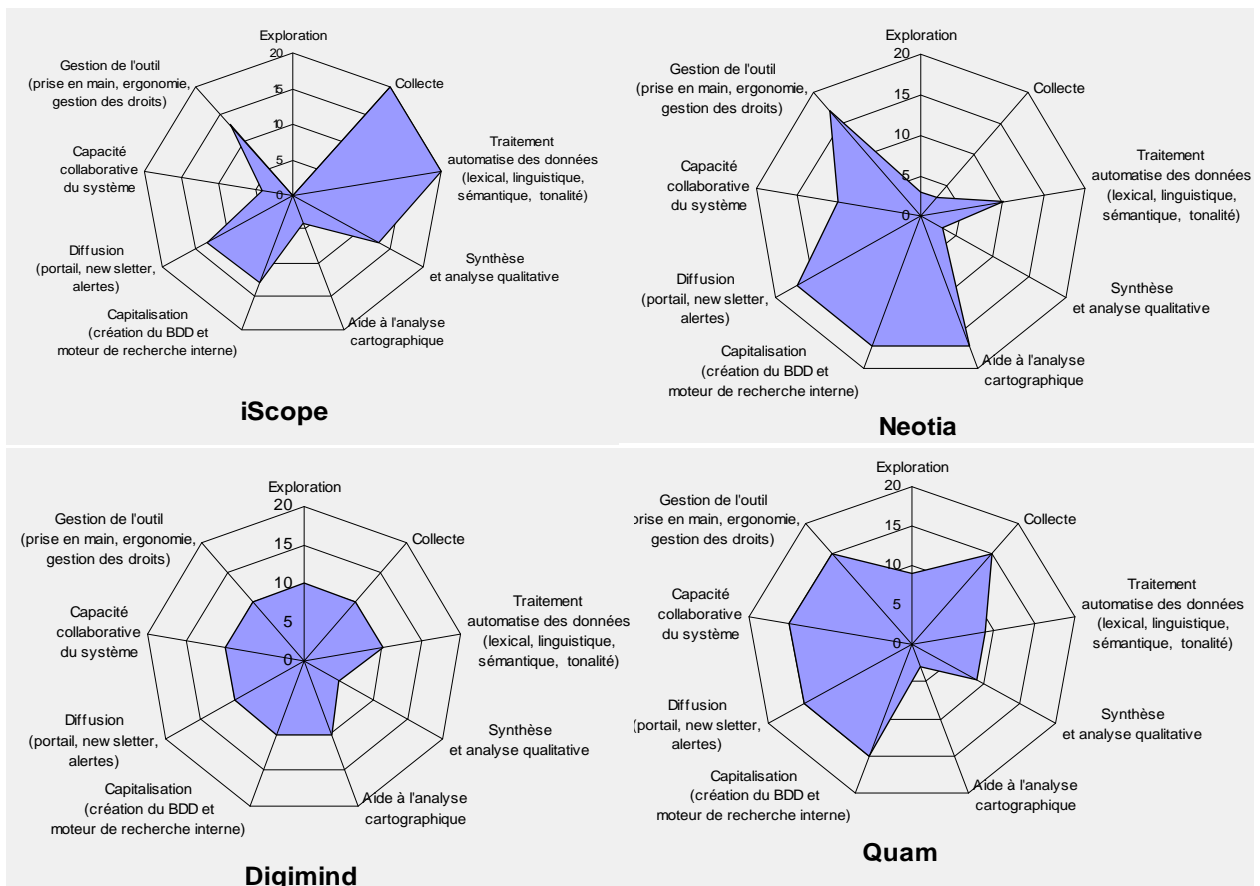 Exploration
20
15
10
5
0
Collecte
Traitement
automatise des données
(lexical, linguistique,
sémantique, tonalité)
Synthèse
et analyse qualitative
Aide à l'analyse
cartographique
Capitalisation
(création du BDD et
moteur de recherche interne)
Diffusion
(portail, new sletter,
alertes)
Capacité
collaborative
du système
Gestion de l'outil
(prise en main, ergonomie,
gestion des droits)
iScope
Exploration
20
15
10
5
0
Collecte
Traitement
automatise des données
(lexical, linguistique,
sémantique, tonalité)
Synthèse
et analyse qualitative
Aide à l'analyse
cartographique
Capitalisation
(création du BDD et
moteur de recherche interne)
Diffusion
(portail, new sletter,
alertes)
Capacité
collaborative
du système
Gestion de l'outil
(prise en main, ergonomie,
gestion des droits)
Neotia
Exploration
20
15
10
5
0
Collecte
Traitement
automatise des données
(lexical, linguistique,
sémantique, tonalité)
Synthèse
et analyse qualitative
Aide à l'analyse
cartographique
Capitalisation
(création du BDD et
moteur de recherche interne)
Diffusion
(portail, new sletter,
alertes)
Capacité
collaborative
du système
Gestion de l'outil
(prise en main, ergonomie,
gestion des droits)
Digimind
Exploration
20
15
10
5
0
Collecte
Traitement
automatise des données
(lexical, linguistique,
sémantique, tonalité)
Synthèse
et analyse qualitative
Aide à l'analyse
cartographique
Capitalisation
(création du BDD et
moteur de recherche interne)
Diffusion
(portail, new sletter,
alertes)
Capacité
collaborative
du système
Gestion de l'outil
prise en main, ergonomie,
gestion des droits)
Quam